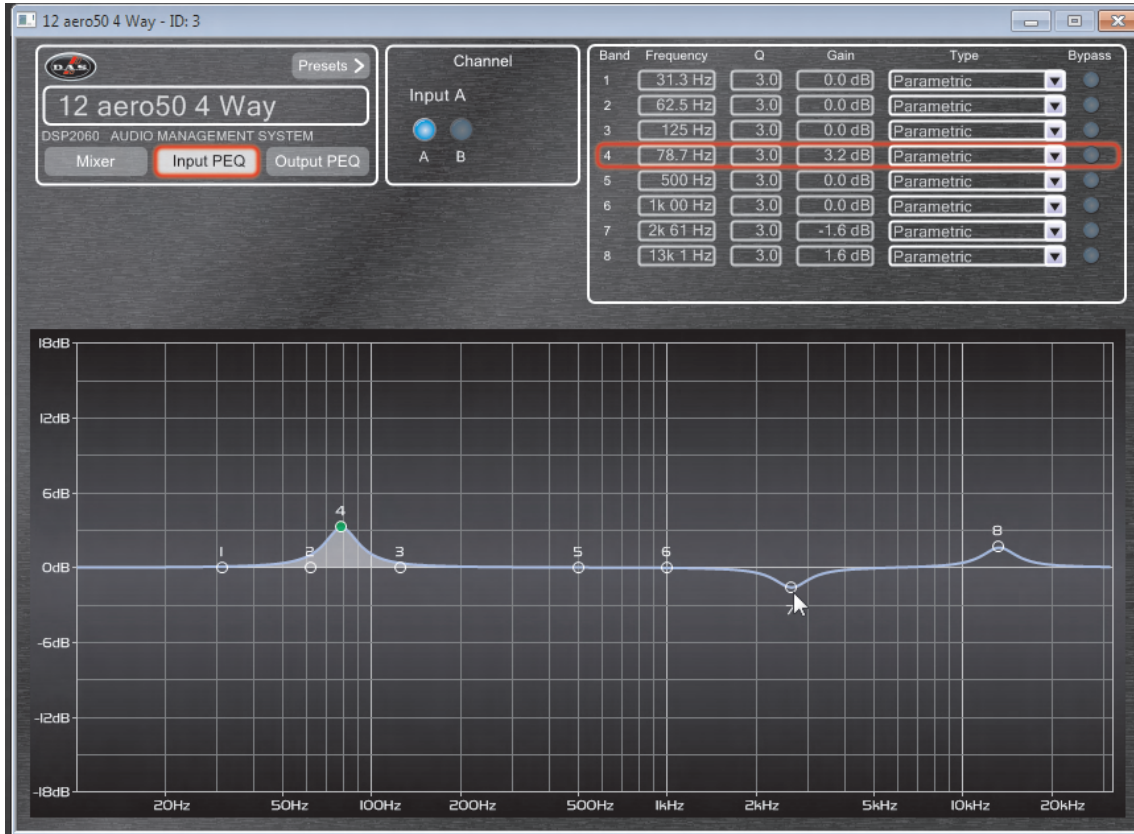 12 aero50 4 Way - ID: 3
DAS
Presets
12 aero50 4 Way
DSP2060 AUDIO MANAGEMENT SYSTEM
Mixer Input PEQ Output PEQ
Channel
Input A
A B
Band Frequency Q Gain Type Bypass
1 31.3 Hz 3.0 0.0 dB Parametric
2 62.5 Hz 3.0 0.0 dB Parametric
3 125 Hz 3.0 0.0 dB Parametric
4 78.7 Hz 3.0 3.2 dB Parametric
5 500 Hz 3.0 0.0 dB Parametric
6 1k 00 Hz 3.0 0.0 dB Parametric
7 2k 61 Hz 3.0 -1.6 dB Parametric
8 13k 1 Hz 3.0 1.6 dB Parametric
18dB
12dB
6dB
0dB
-6dB
-12dB
-18dB
4
1 2 3 5 6 8
7
20Hz 50Hz 100Hz 200Hz 500Hz 1kHz 2kHz 5kHz 10kHz 20kHz